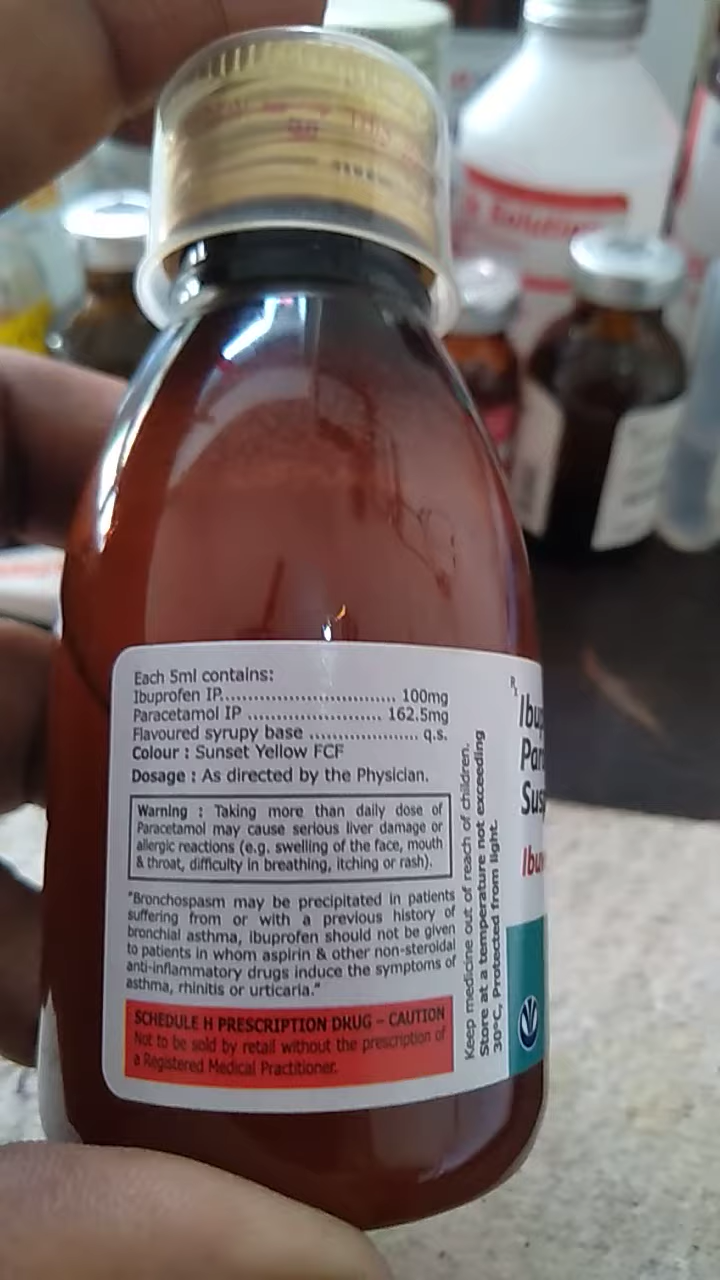 Each 5ml contains:
Ibuprofen IP.............................. 100mg
Paracetamol IP ....................... 162.5mg
Flavoured syrupy base ................... q.s.
Colour : Sunset Yellow FCF
Dosage : As directed by the Physician.
Warning : Taking more than daily dose of
Paracetamol may cause serious liver damage or
allergic reactions (e.g. swelling of the face, mouth
& throat, difficulty in breathing, itching or rash).
"Bronchospasm may be precipitated in patients
suffering from or with a previous history of
bronchial asthma, ibuprofen should not be given
to patients in whom aspirin & other non-steroidal
anti-inflammatory drugs induce the symptoms of
asthma, rhinitis or urticaria."
SCHEDULE H PRESCRIPTION DRUG – CAUTION
Not to be sold by retail without the prescription of
a Registered Medical Practitioner.
Keep medicine out of reach of children.
Store at a temperature not exceeding
30°C, Protected from light.
Rx